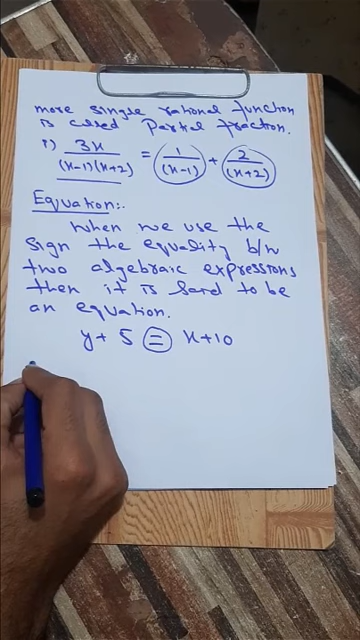 more single rational function
is called Partial fraction.
1) 3x/(x-1)(x+2) = 1/(x-1) + 2/(x+2)
Equation:.
When we use the
sign the equality b/w
two algebraic expressions
then it is said to be
an equation.
y+ 5 = x+10